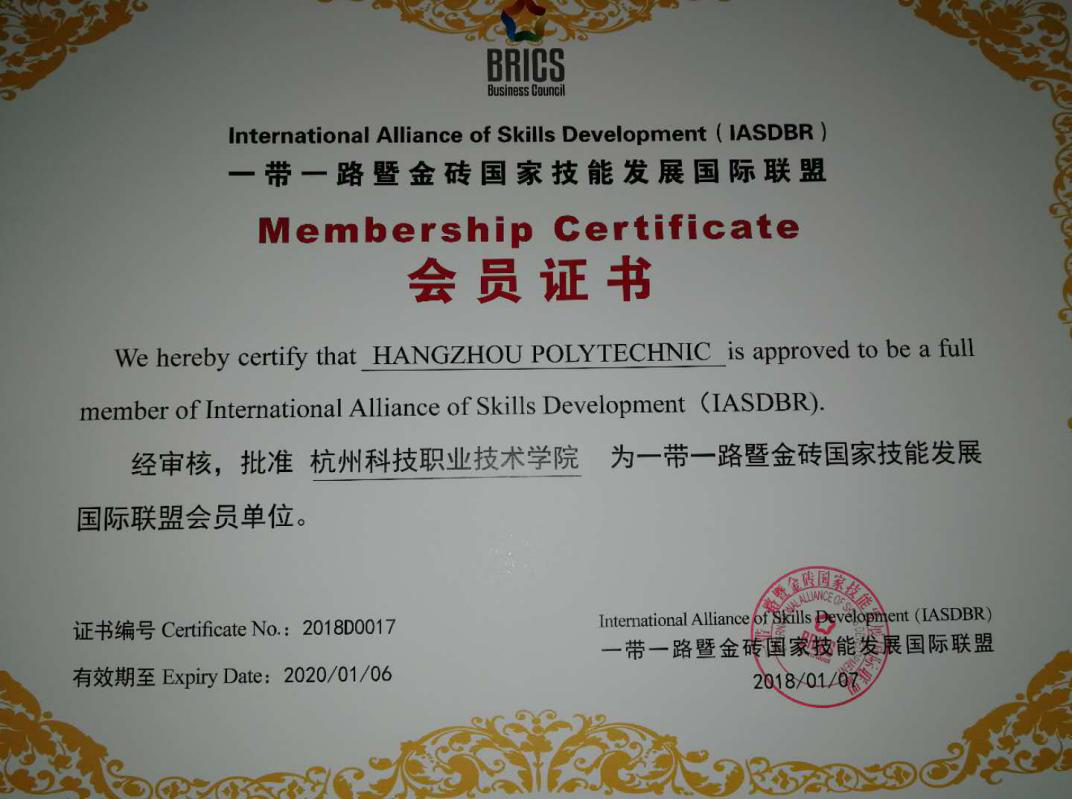 BRICS
Business Council
International Alliance of Skills Development（IASDBR）
一带一路暨金砖国家技能发展国际联盟
Membership Certificate
会员证书
We hereby certify that HANGZHOU POLYTECHNIC is approved to be a full
member of International Alliance of Skills Development（IASDBR).
经审核，批准 杭州科技职业技术学院 为一带一路暨金砖国家技能发展
国际联盟会员单位。
证书编号 Certificate No.：2018D0017
有效期至 Expiry Date：2020/01/06
International Alliance of Skills Development (IASDBR)
一带一路暨金砖国家技能发展国际联盟
2018/01/07